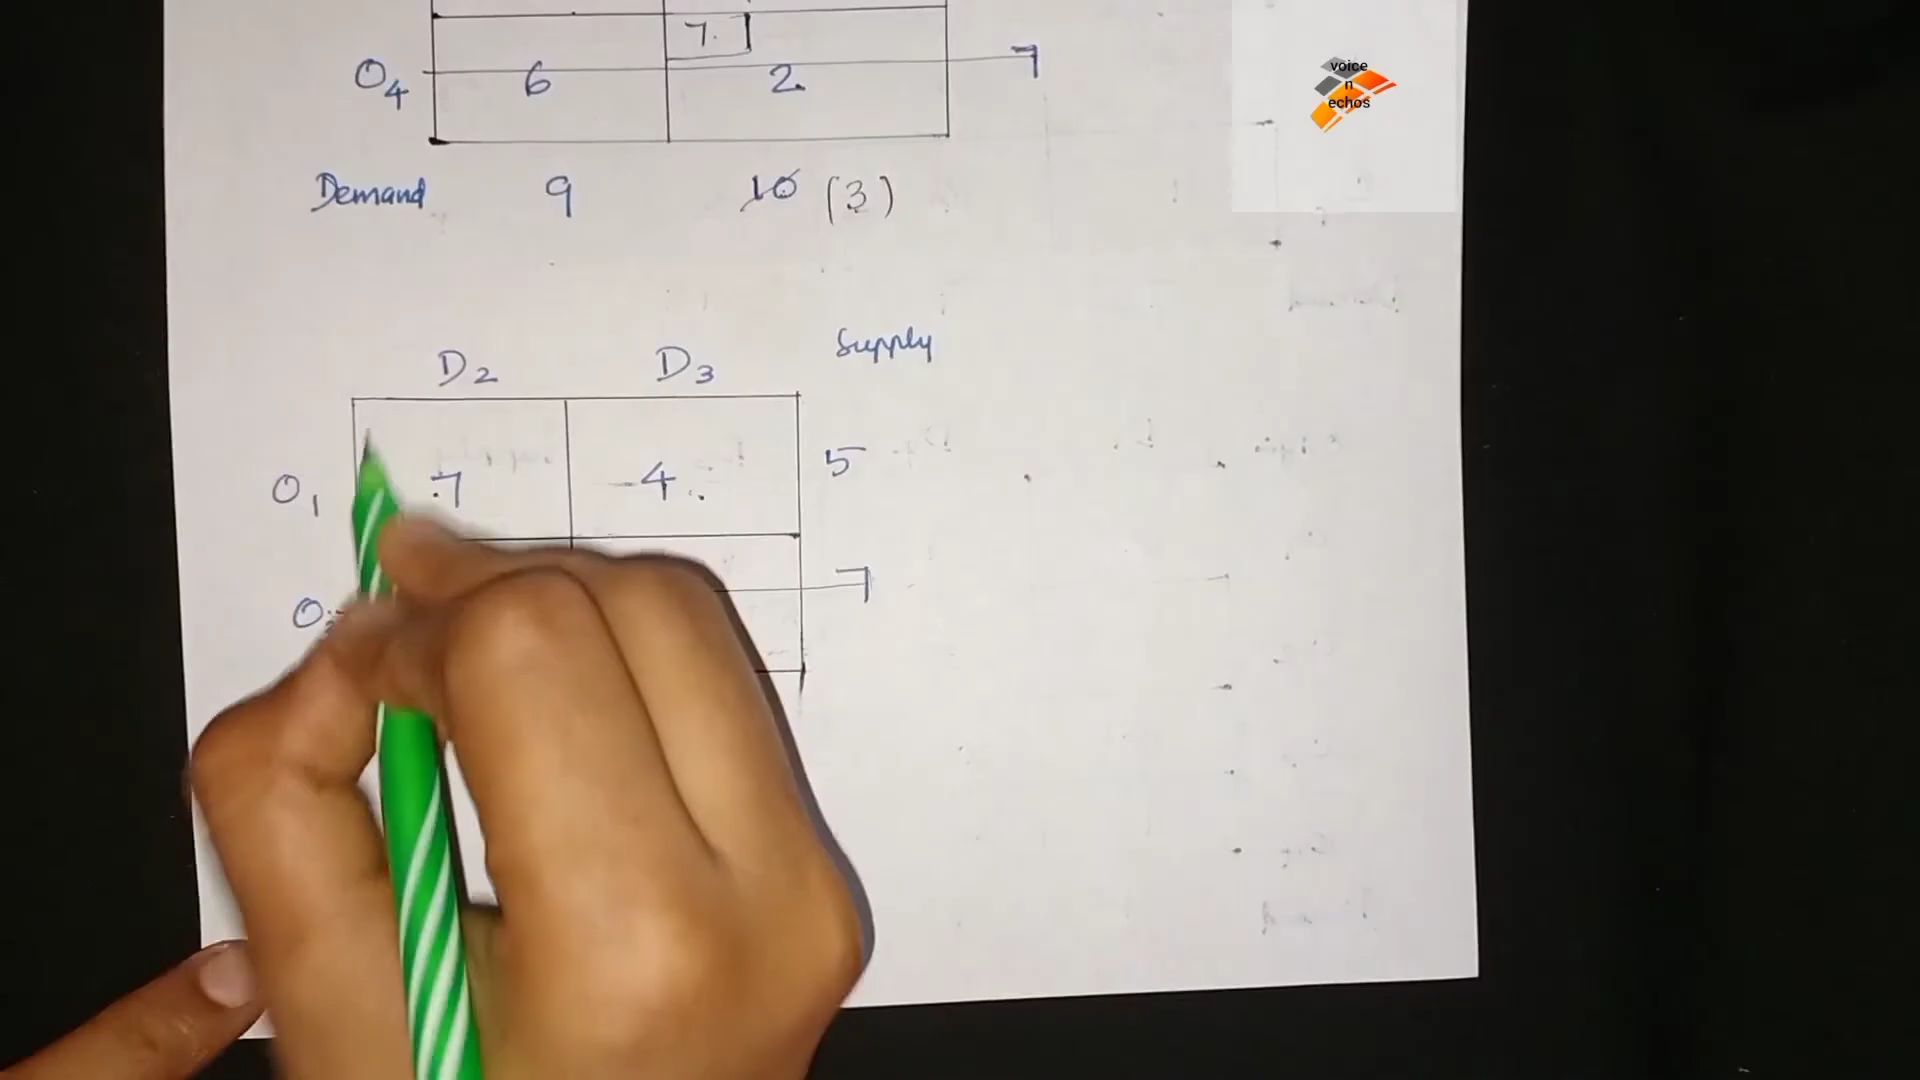 7.
O4 6 2 7
Demand 9 10 (3)
voice
n
echos
D2 D3 Supply
O1 7 4 5
O2 7